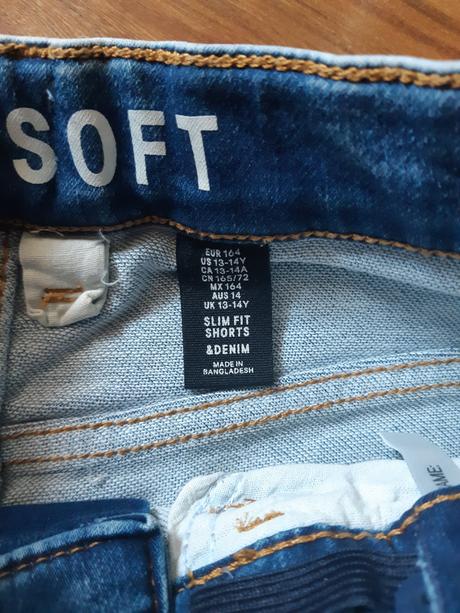 SOFT
EUR 164
US 13-14Y
CA 13-14A
CN 165/72
MX 164
AUS 14
UK 13-14Y
SLIM FIT
SHORTS
&DENIM
MADE IN
BANGLADESH
AME: